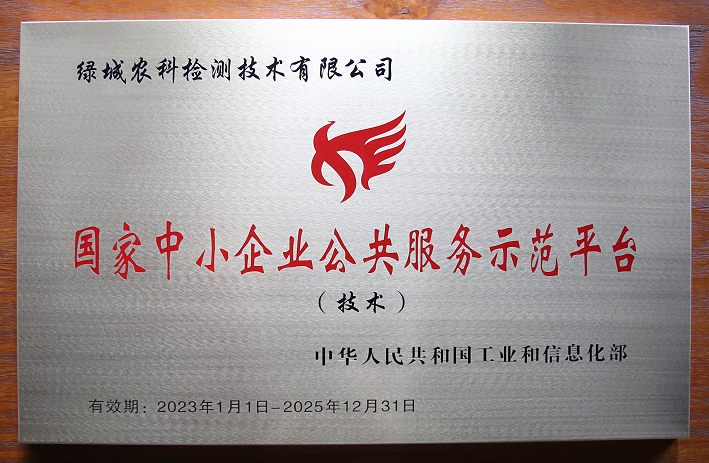 绿城农科检测技术有限公司
国家中小企业公共服务示范平台
（技术）
中华人民共和国工业和信息化部
有效期：2023年1月1日-2025年12月31日